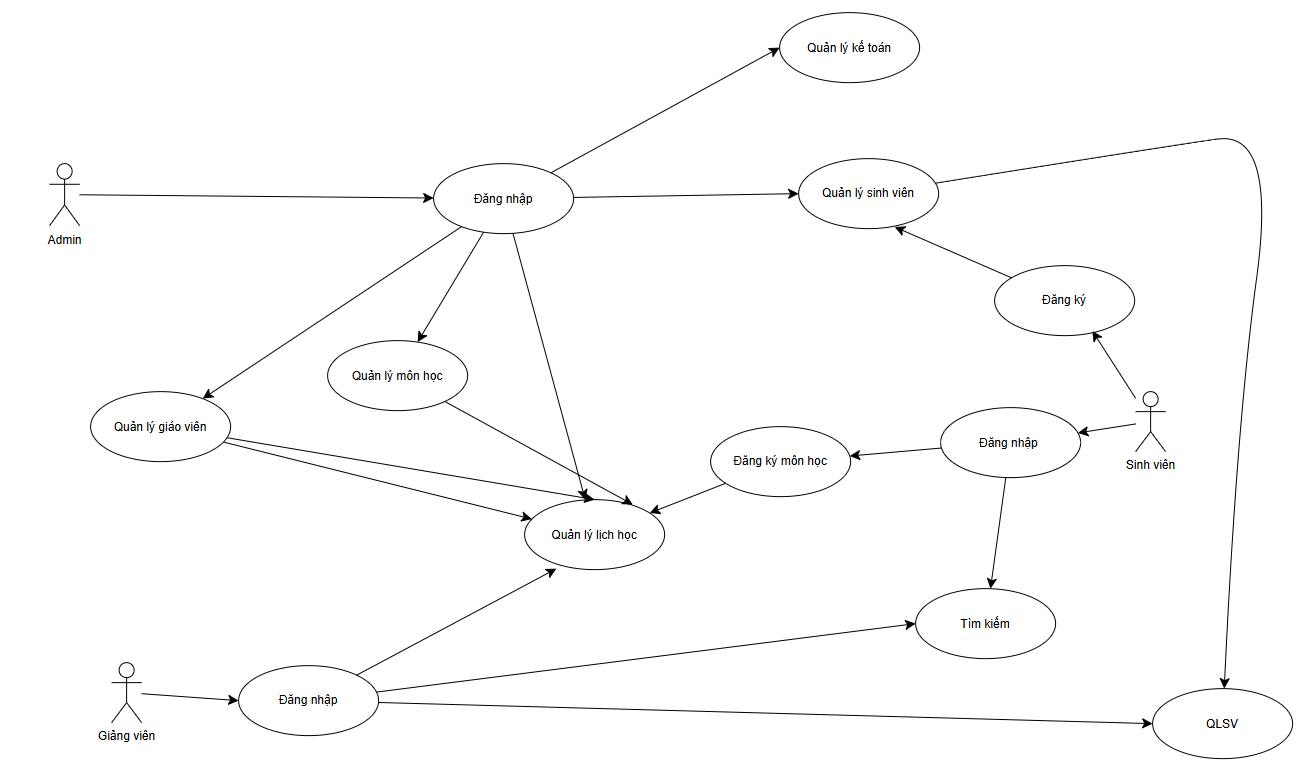 Quản lý kế toán
Quản lý sinh viên
Đăng nhập
Admin
Đăng ký
Quản lý môn học
Quản lý giáo viên
Đăng nhập
Đăng ký môn học
Sinh viên
Quản lý lịch học
Tìm kiếm
Đăng nhập
QLSV
Giảng viên